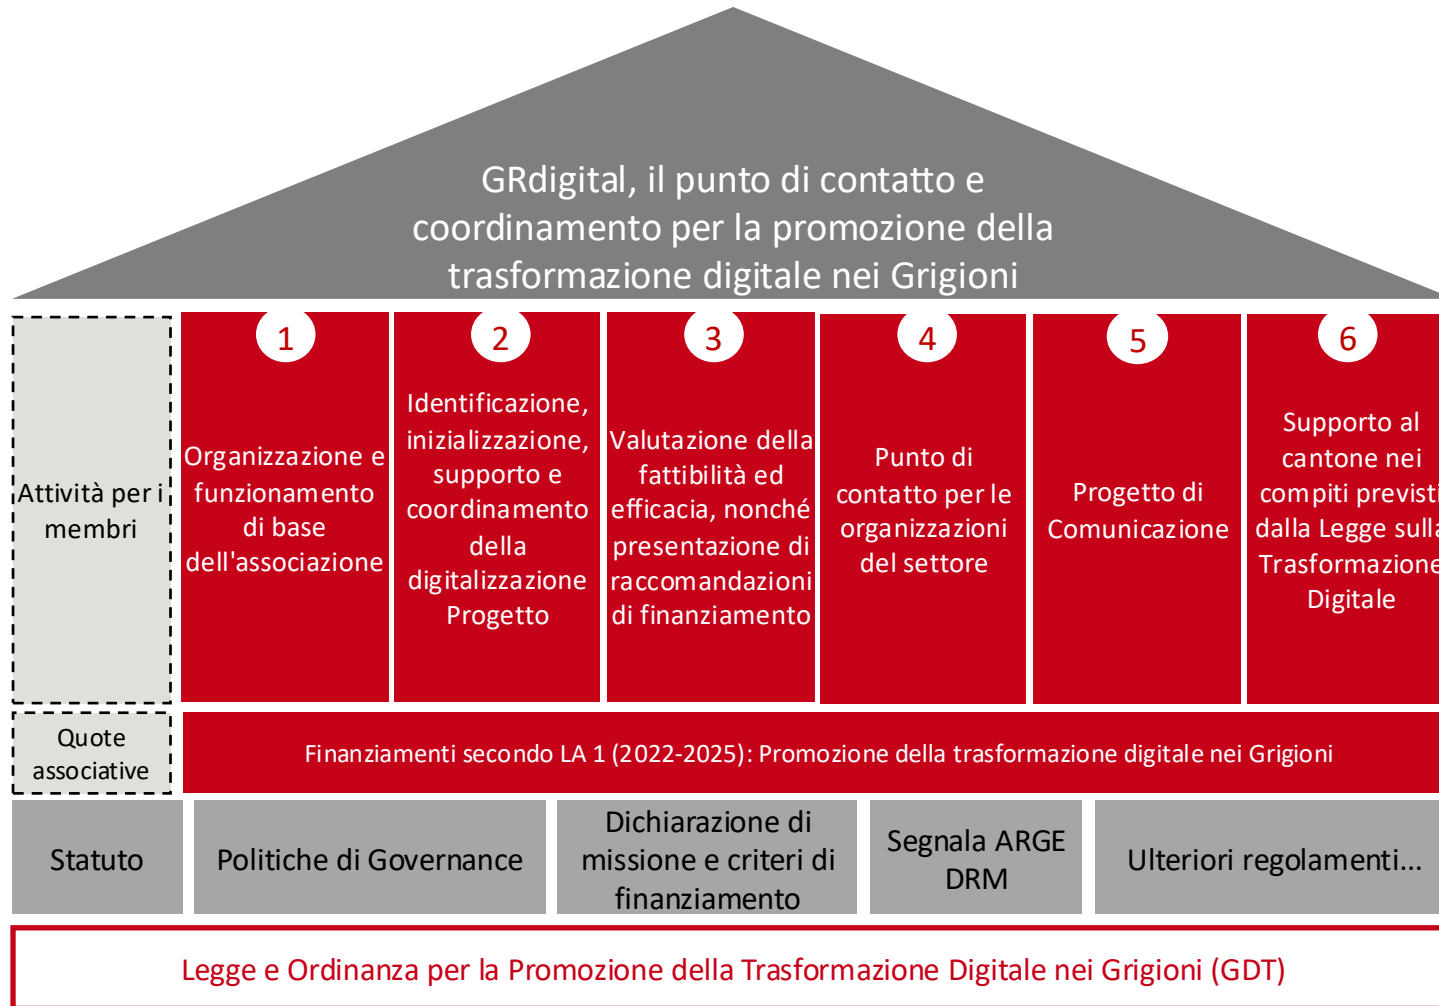 GRdigital, il punto di contatto e
coordinamento per la promozione della
trasformazione digitale nei Grigioni
Attività per i
membri
1
Organizzazione e
funzionamento
di base
dell'associazione
2
Identificazione,
inizializzazione,
supporto e
coordinamento
della
digitalizzazione
Progetto
3
Valutazione della
fattibilità ed
efficacia, nonché
presentazione di
raccomandazioni
di finanziamento
4
Punto di
contatto per le
organizzazioni
del settore
5
Progetto di
Comunicazione
6
Supporto al
cantone nei
compiti previsti
dalla Legge sulla
Trasformazione
Digitale
Quote
associative
Finanziamenti secondo LA 1 (2022-2025): Promozione della trasformazione digitale nei Grigioni
Statuto
Politiche di Governance
Dichiarazione di
missione e criteri di
finanziamento
Segnala ARGE
DRM
Ulteriori regolamenti...
Legge e Ordinanza per la Promozione della Trasformazione Digitale nei Grigioni (GDT)